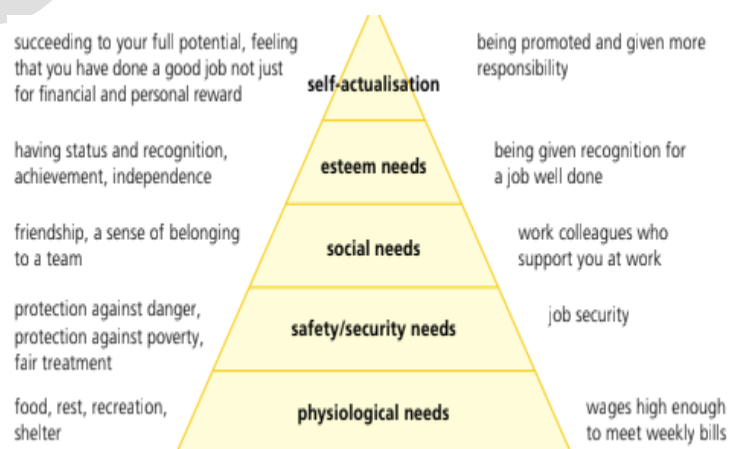 succeeding to your full potential, feeling
that you have done a good job not just
for financial and personal reward
self-actualisation
being promoted and given more
responsibility
having status and recognition,
achievement, independence
esteem needs
being given recognition for
a job well done
friendship, a sense of belonging
to a team
social needs
work colleagues who
support you at work
protection against danger,
protection against poverty,
fair treatment
safety/security needs
job security
food, rest, recreation,
shelter
physiological needs
wages high enough
to meet weekly bills